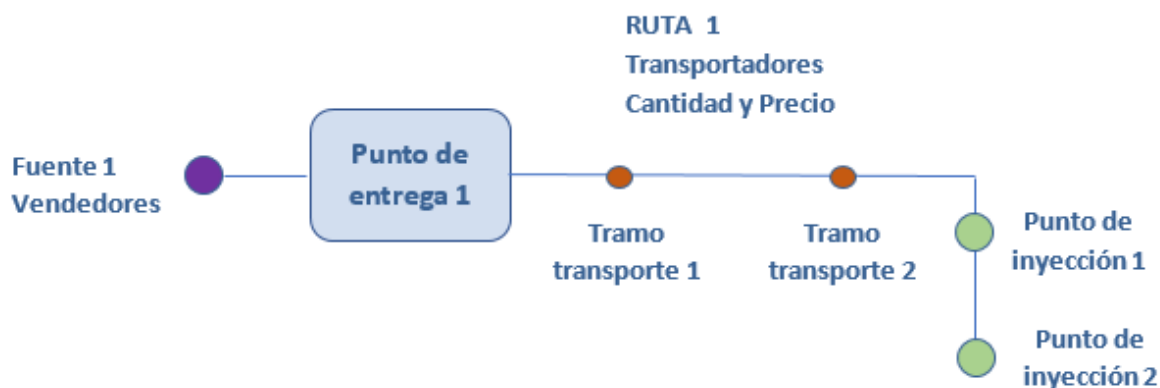 RUTA 1
Transportadores
Cantidad y Precio
Fuente 1
Vendedores
Punto de
entrega 1
Tramo
transporte 1
Tramo
transporte 2
Punto de
inyección 1
Punto de
inyección 2